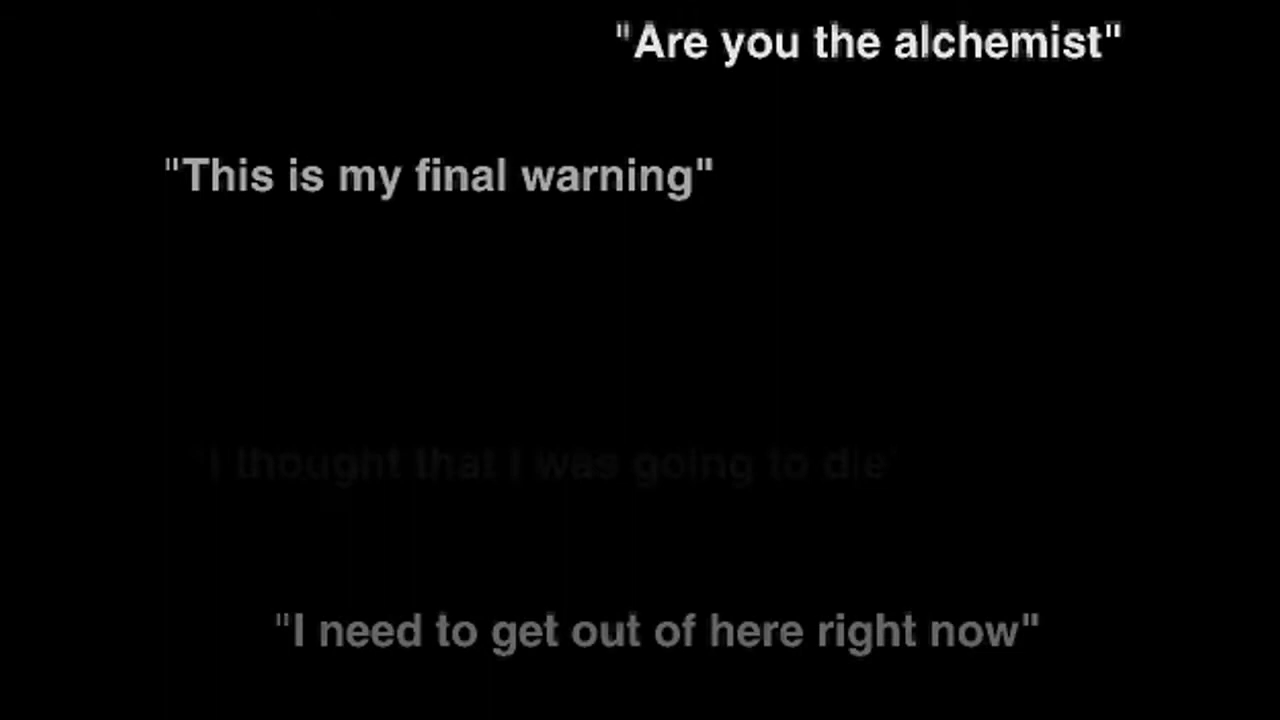 "Are you the alchemist"
"This is my final warning"
"I thought that I was going to die"
"I need to get out of here right now"